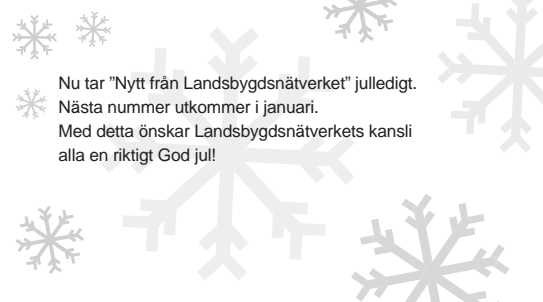 Nu tar ”Nytt från Landsbygdsnätverket” julledigt.
Nästa nummer utkommer i januari.
Med detta önskar Landsbygdsnätverkets kansli
alla en riktigt God jul!